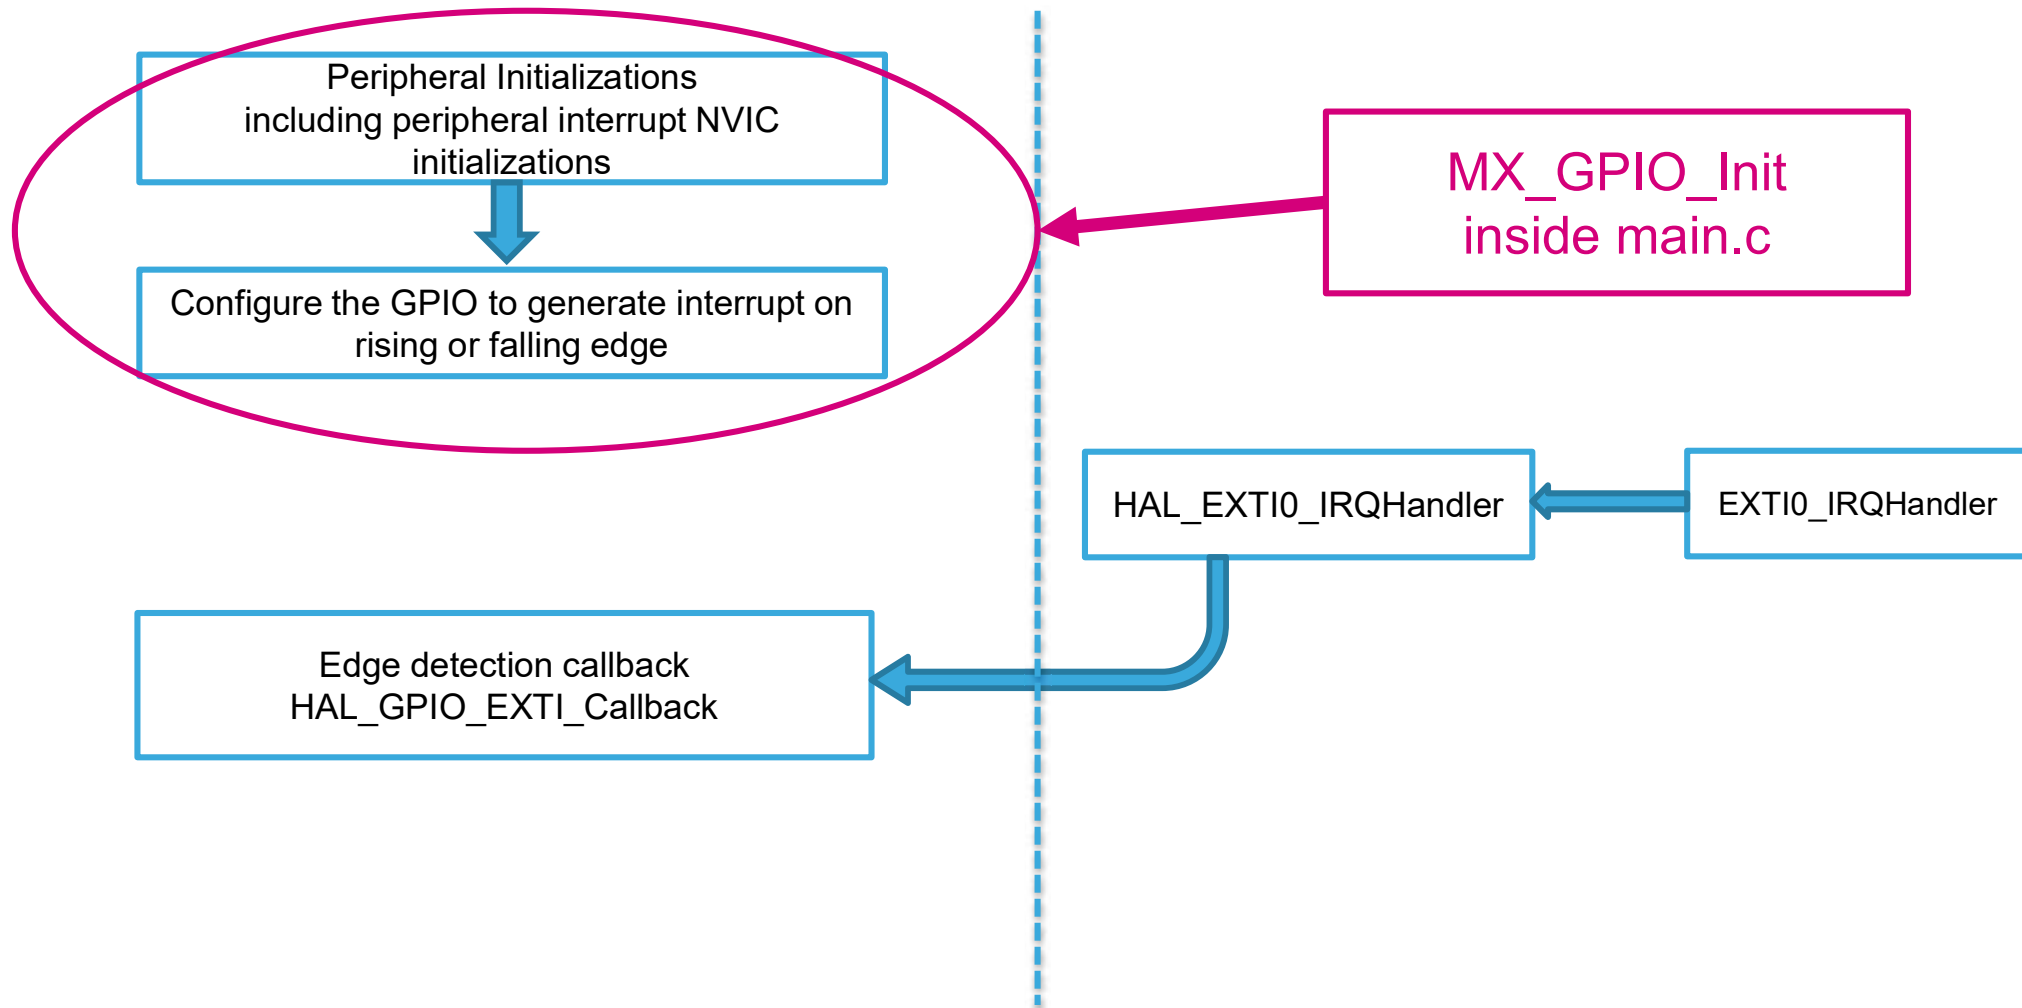 Peripheral Initializations
including peripheral interrupt NVIC
initializations
Configure the GPIO to generate interrupt on
rising or falling edge
MX_GPIO_Init
inside main.c
HAL_EXTI0_IRQHandler
EXTI0_IRQHandler
Edge detection callback
HAL_GPIO_EXTI_Callback